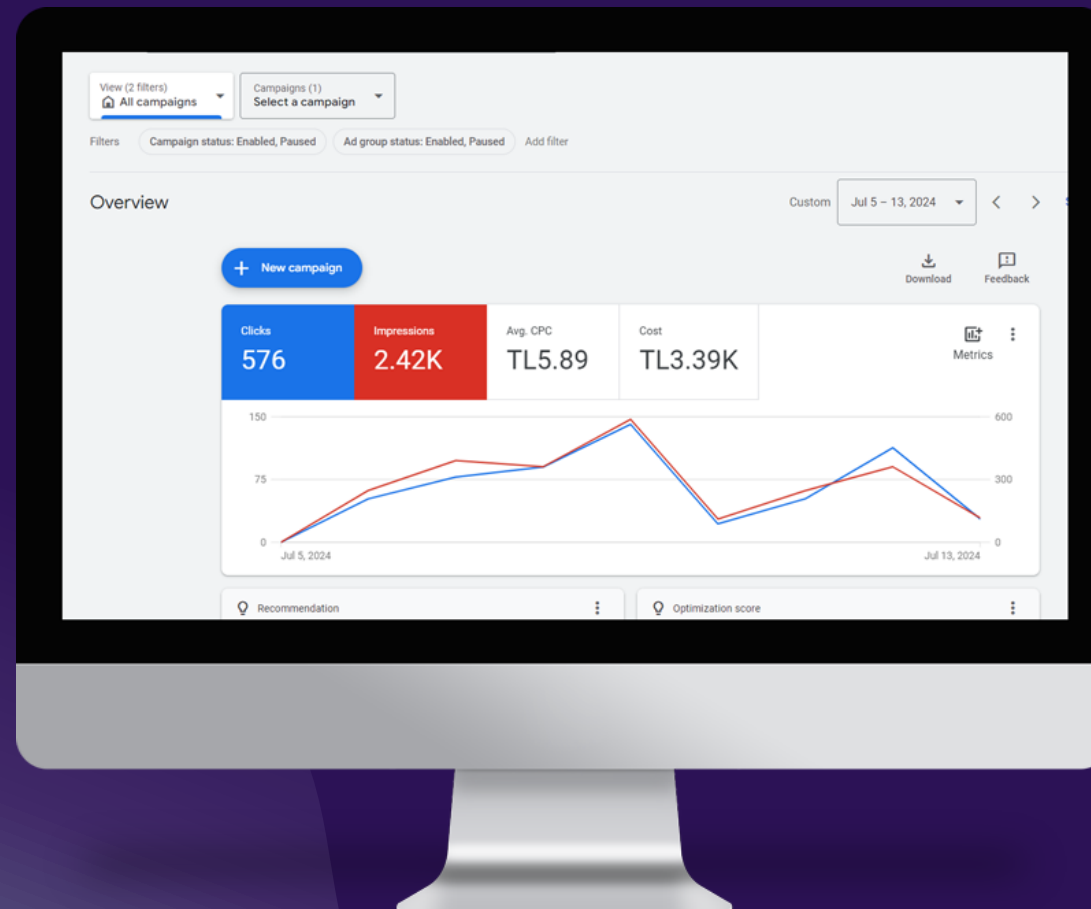 View (2 filters)
All campaigns
Campaigns (1)
Select a campaign
Filters
Campaign status: Enabled, Paused
Ad group status: Enabled, Paused
Add filter
Overview
Custom
Jul 5 – 13, 2024
New campaign
Download
Feedback
Clicks
576
Impressions
2.42K
Avg. CPC
TL5.89
Cost
TL3.39K
Metrics
150
75
0
600
300
0
Jul 5, 2024
Jul 13, 2024
Recommendation
Optimization score